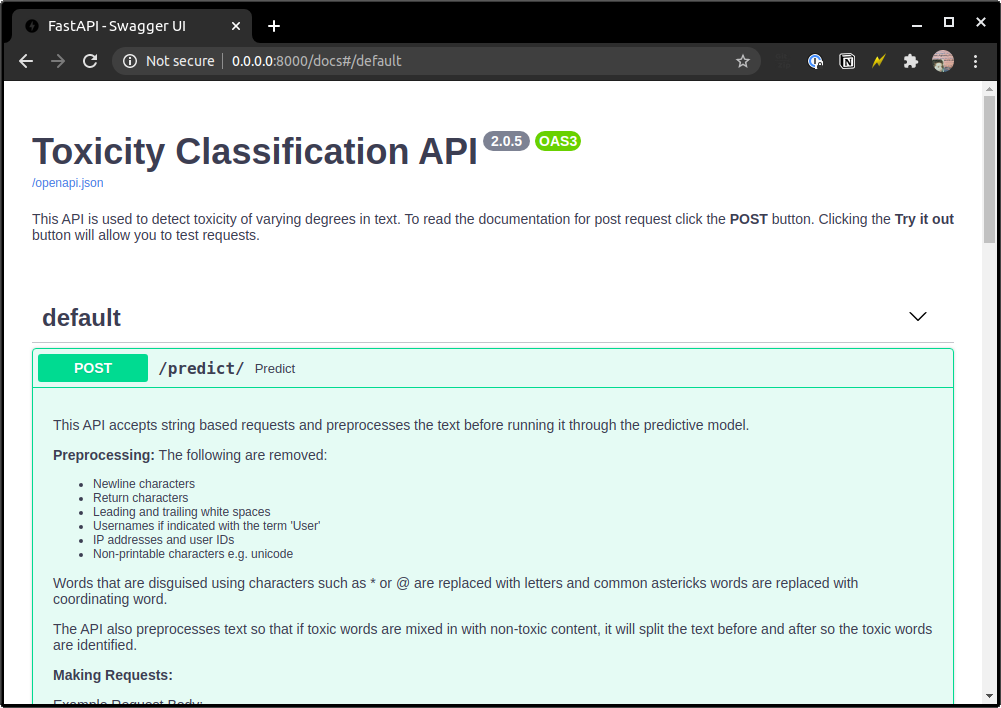 FastAPI - Swagger UI
Not secure | 0.0.0.0:8000/docs#/default
Toxicity Classification API 2.0.5 OAS3
/openapi.json
This API is used to detect toxicity of varying degrees in text. To read the documentation for post request click the POST button. Clicking the Try it out
button will allow you to test requests.
default
POST /predict/ Predict
This API accepts string based requests and preprocesses the text before running it through the predictive model.
Preprocessing: The following are removed:
Newline characters
Return characters
Leading and trailing white spaces
Usernames if indicated with the term 'User'
IP addresses and user IDs
Non-printable characters e.g. unicode
Words that are disguised using characters such as * or @ are replaced with letters and common astericks words are replaced with
coordinating word.
The API also preprocesses text so that if toxic words are mixed in with non-toxic content, it will split the text before and after so the toxic words
are identified.
Making Requests:
Example Request Body: